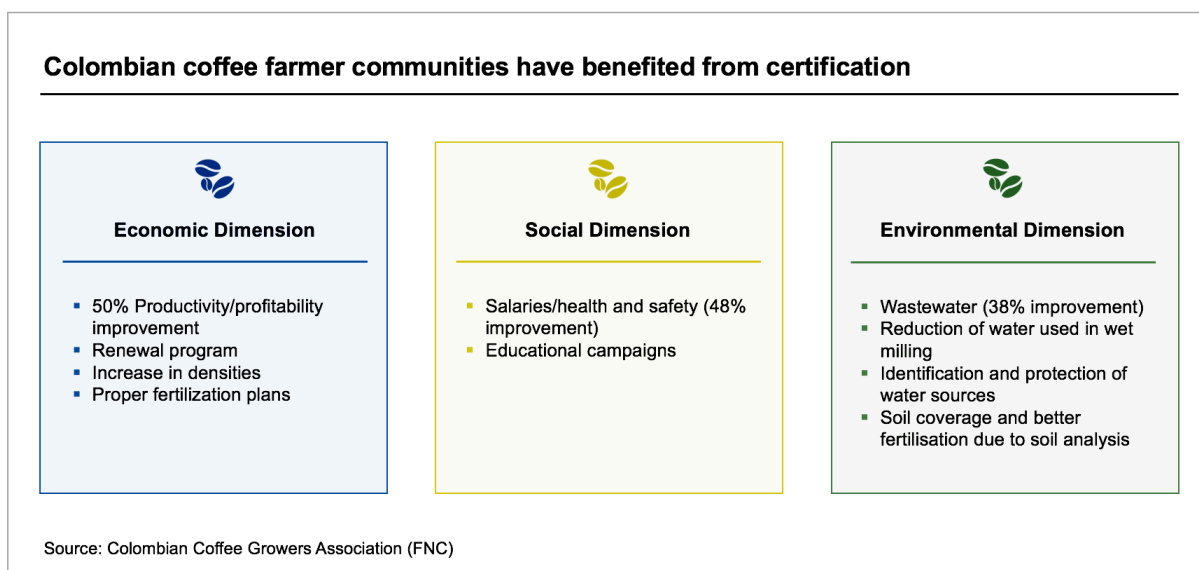 Colombian coffee farmer communities have benefited from certification
Economic Dimension
▪ 50% Productivity/profitability
improvement
▪ Renewal program
▪ Increase in densities
▪ Proper fertilization plans
Social Dimension
▪ Salaries/health and safety (48%
improvement)
▪ Educational campaigns
Environmental Dimension
▪ Wastewater (38% improvement)
▪ Reduction of water used in wet
milling
▪ Identification and protection of
water sources
▪ Soil coverage and better
fertilisation due to soil analysis
Source: Colombian Coffee Growers Association (FNC)